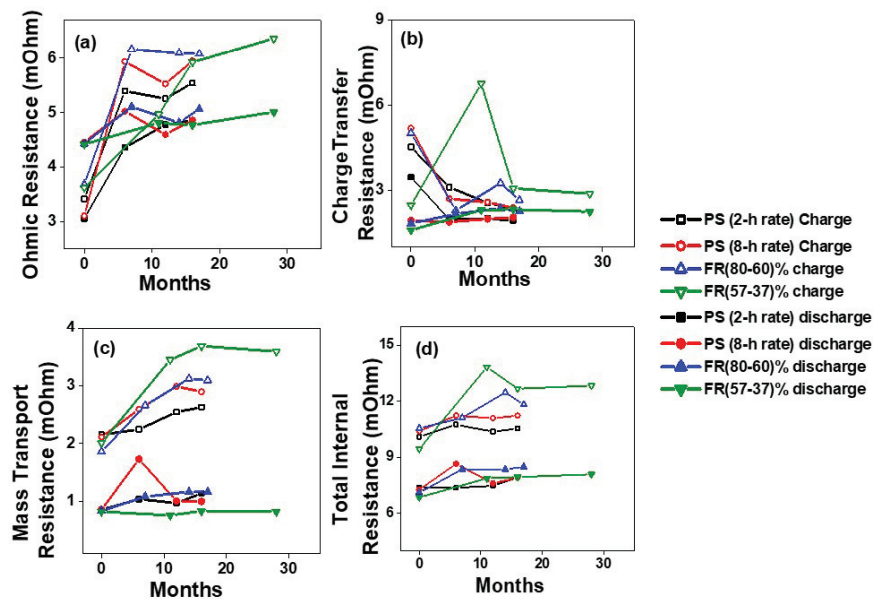 (a)
6
5
4
3
0
10
20
30
Ohmic Resistance (mOhm)
Months
(b)
9
6
3
0
10
20
30
ChargeTransfer
Resistance (mOhm)
Months
PS (2-h rate) Charge
PS (8-h rate) Charge
FR(80-60)% charge
FR(57-37)% charge
PS (2-h rate) discharge
PS (8-h rate) discharge
FR(80-60)% discharge
FR(57-37)% discharge
(c)
4
3
2
1
0
10
20
30
Mass Transport
Resistance (mOhm)
Months
(d)
15
12
9
6
0
10
20
30
Total Internal
Resistance (mOhm)
Months